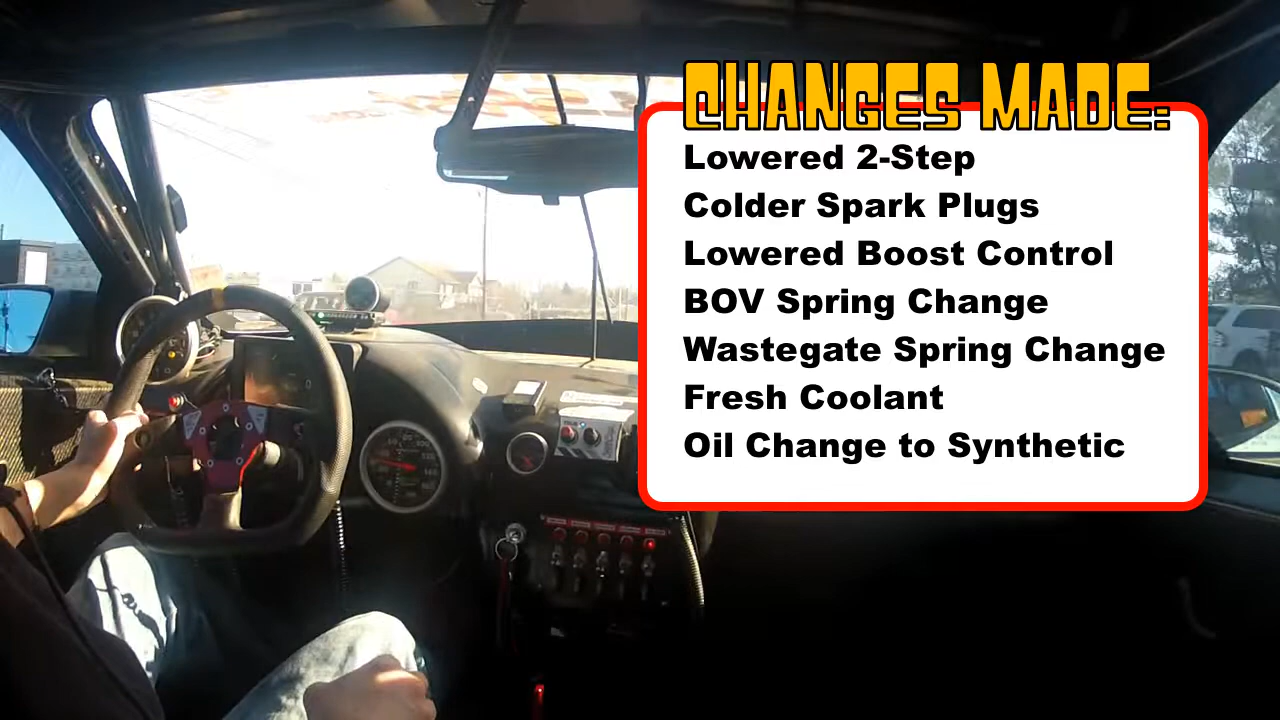 CHANGES MADE:
Lowered 2-Step
Colder Spark Plugs
Lowered Boost Control
BOV Spring Change
Wastegate Spring Change
Fresh Coolant
Oil Change to Synthetic